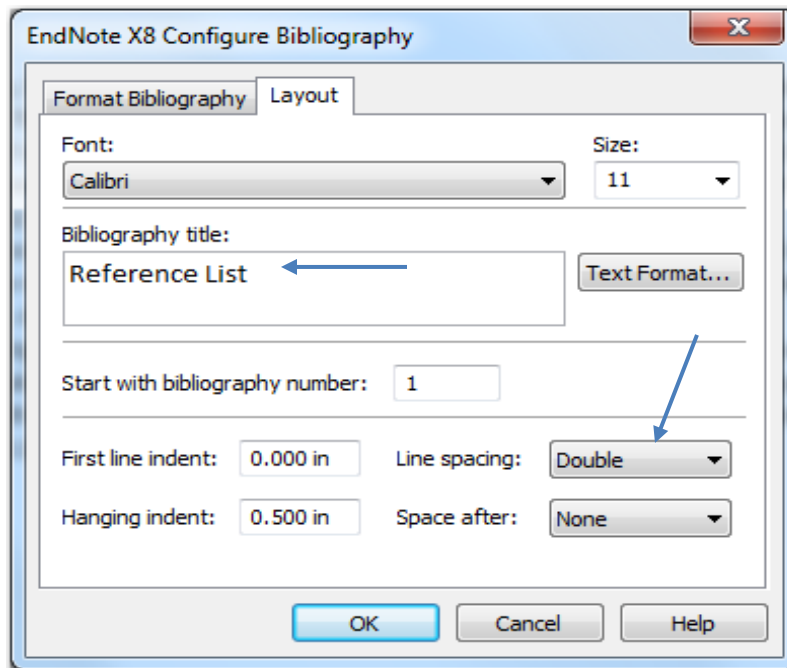 EndNote X8 Configure Bibliography
Format Bibliography Layout
Font: Size:
Calibri 11
Bibliography title:
Reference List Text Format...
Start with bibliography number: 1
First line indent: 0.000 in Line spacing: Double
Hanging indent: 0.500 in Space after: None
OK Cancel Help